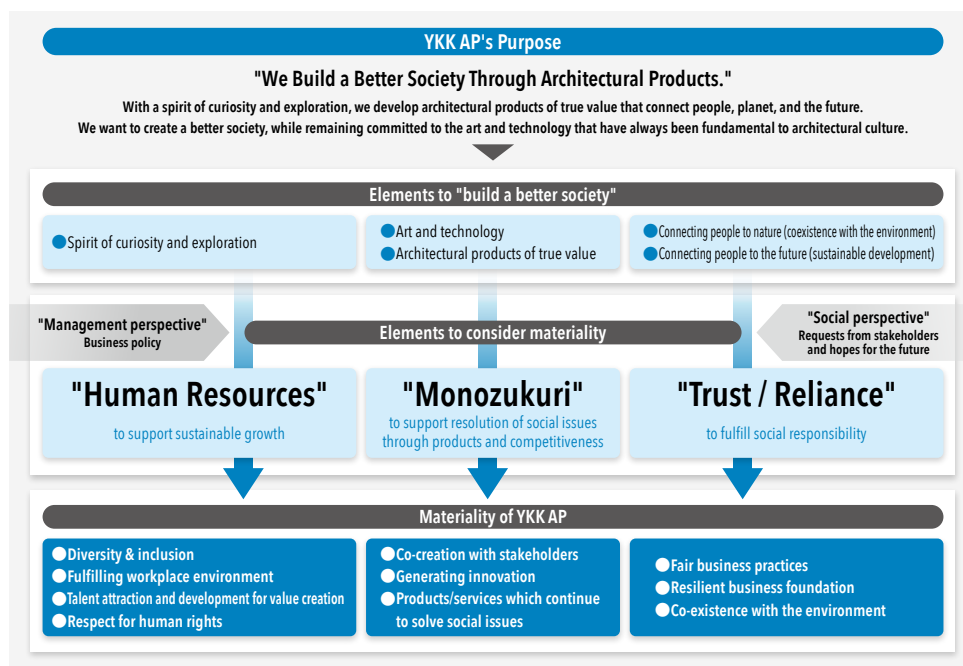 YKK AP's Purpose
"We Build a Better Society Through Architectural Products."
With a spirit of curiosity and exploration, we develop architectural products of true value that connect people, planet, and the future.
We want to create a better society, while remaining committed to the art and technology that have always been fundamental to architectural culture.
Elements to "build a better society"
●Spirit of curiosity and exploration
●Art and technology
●Architectural products of true value
●Connecting people to nature (coexistence with the environment)
●Connecting people to the future (sustainable development)
"Management perspective"
Business policy
Elements to consider materiality
"Social perspective"
Requests from stakeholders
and hopes for the future
"Human Resources"
to support sustainable growth
"Monozukuri"
to support resolution of social issues
through products and competitiveness
"Trust / Reliance"
to fulfill social responsibility
Materiality of YKK AP
●Diversity & inclusion
●Fulfilling workplace environment
●Talent attraction and development for value creation
●Respect for human rights
●Co-creation with stakeholders
●Generating innovation
●Products/services which continue
to solve social issues
●Fair business practices
●Resilient business foundation
●Co-existence with the environment